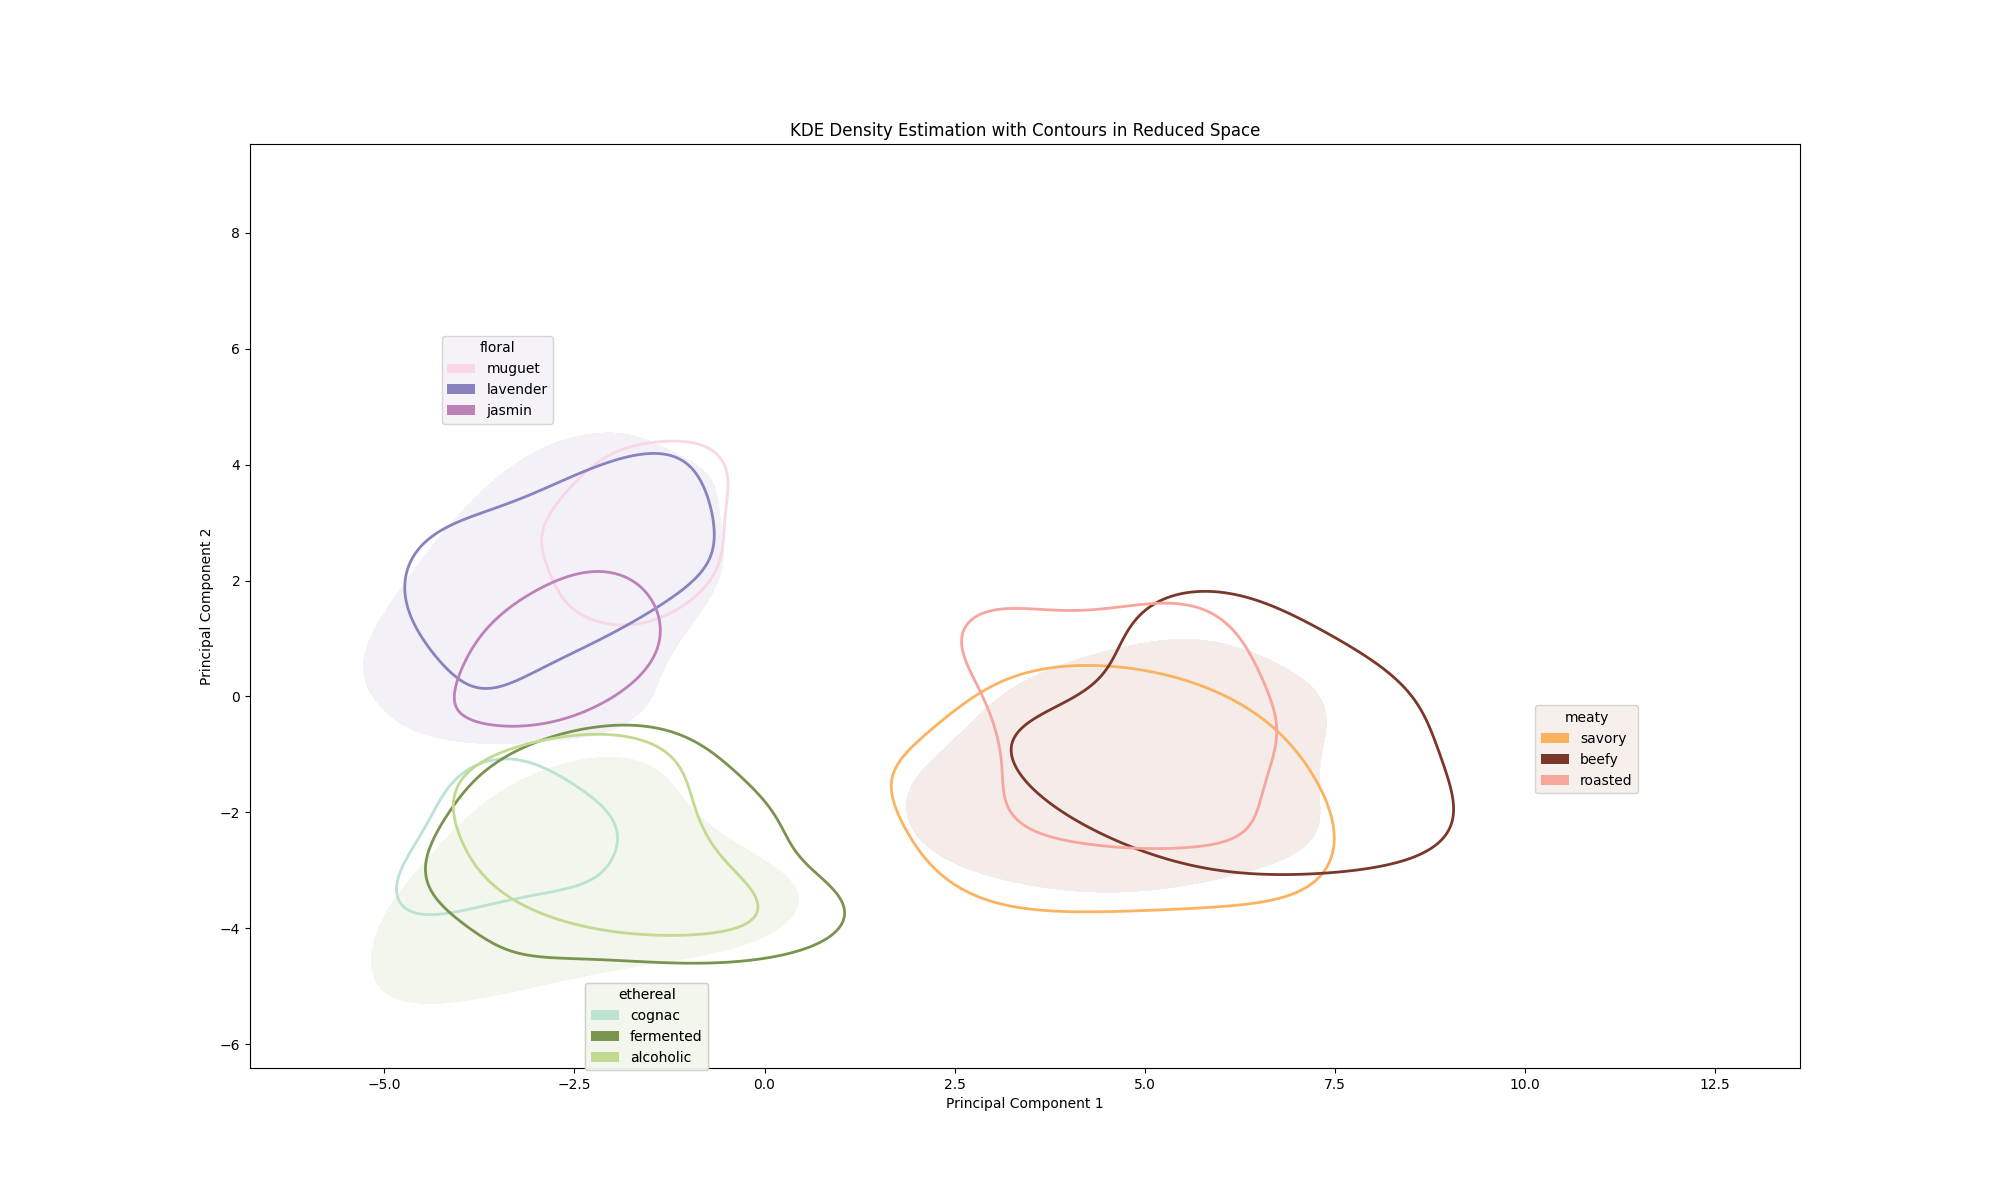 KDE Density Estimation with Contours in Reduced Space
Principal Component 2
8
6
4
2
0
−2
−4
−6
floral
muguet
lavender
jasmin
meaty
savory
beefy
roasted
ethereal
cognac
fermented
alcoholic
−5.0 −2.5 0.0 2.5 5.0 7.5 10.0 12.5
Principal Component 1